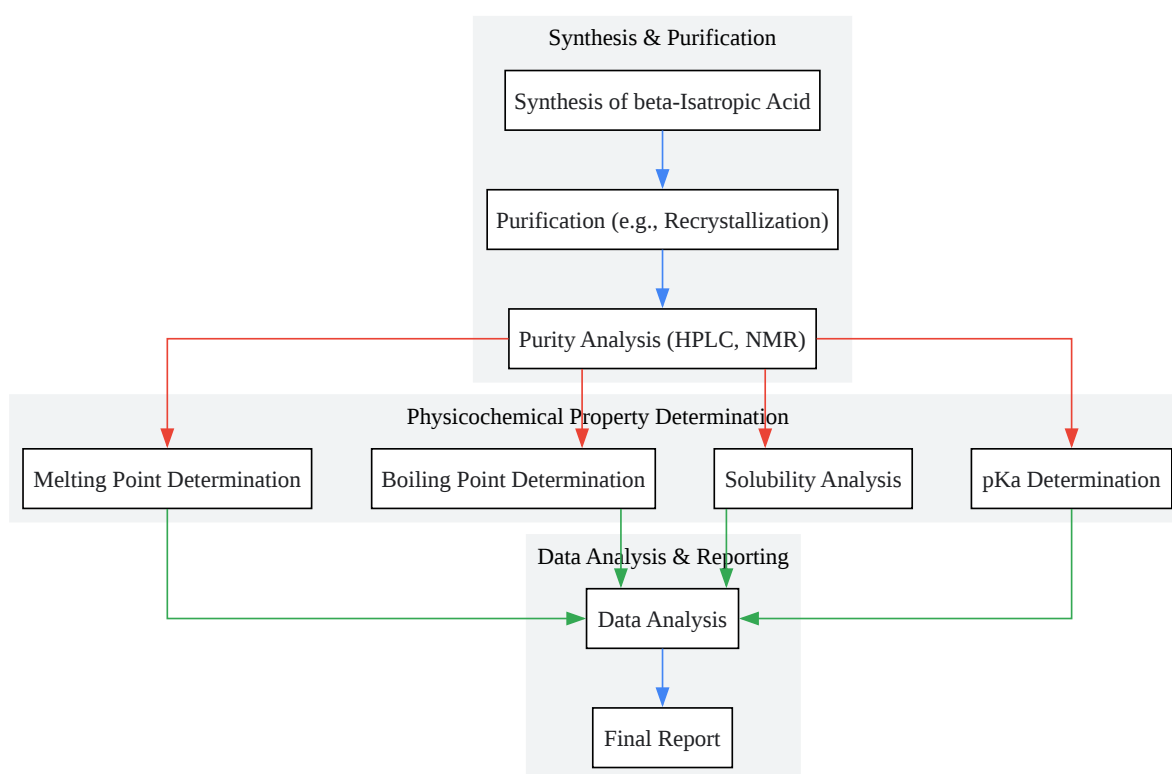 Synthesis & Purification
Synthesis of beta-Isatropic Acid
Purification (e.g., Recrystallization)
Purity Analysis (HPLC, NMR)
Physicochemical Property Determination
Melting Point Determination
Boiling Point Determination
Solubility Analysis
pKa Determination
Data Analysis & Reporting
Data Analysis
Final Report